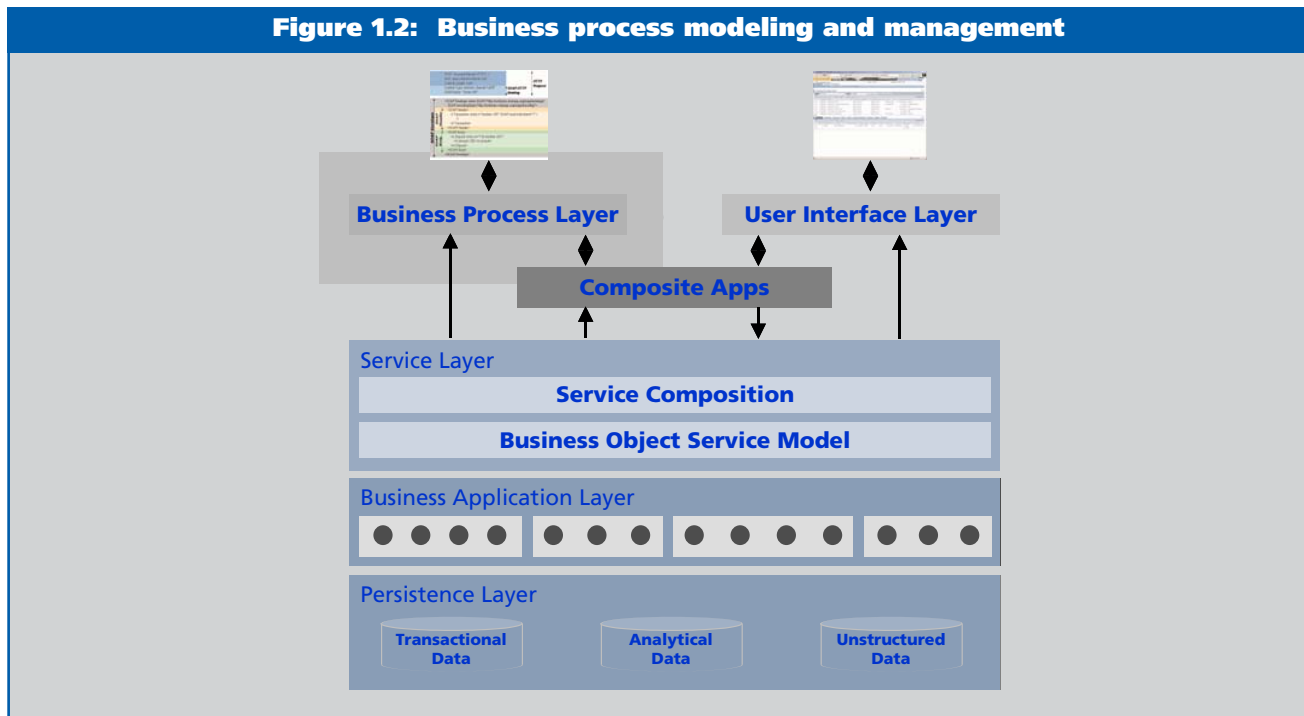 Figure 1.2: Business process modeling and management
Business Process Layer
User Interface Layer
Composite Apps
Service Layer
Service Composition
Business Object Service Model
Business Application Layer
Persistence Layer
Transactional
Data
Analytical
Data
Unstructured
Data